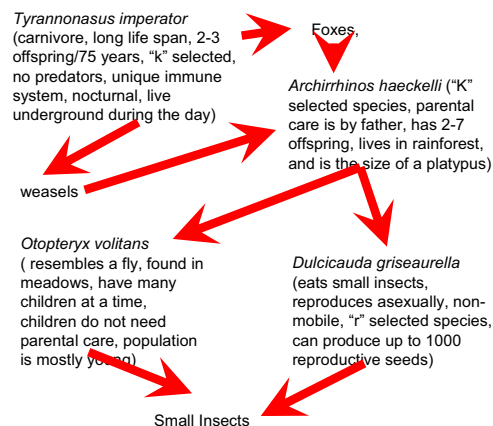 Tyrannonasus imperator
(carnivore, long life span, 2-3
offspring/75 years, “k” selected,
no predators, unique immune
system, nocturnal, live
underground during the day)
Foxes,
Archirrhinos haeckelli (“K”
selected species, parental
care is by father, has 2-7
offspring, lives in rainforest,
and is the size of a platypus)
weasels
Otopteryx volitans
( resembles a fly, found in
meadows, have many
children at a time,
children do not need
parental care, population
is mostly young)
Dulcicauda griseaurella
(eats small insects,
reproduces asexually, non-
mobile, “r” selected species,
can produce up to 1000
reproductive seeds)
Small Insects